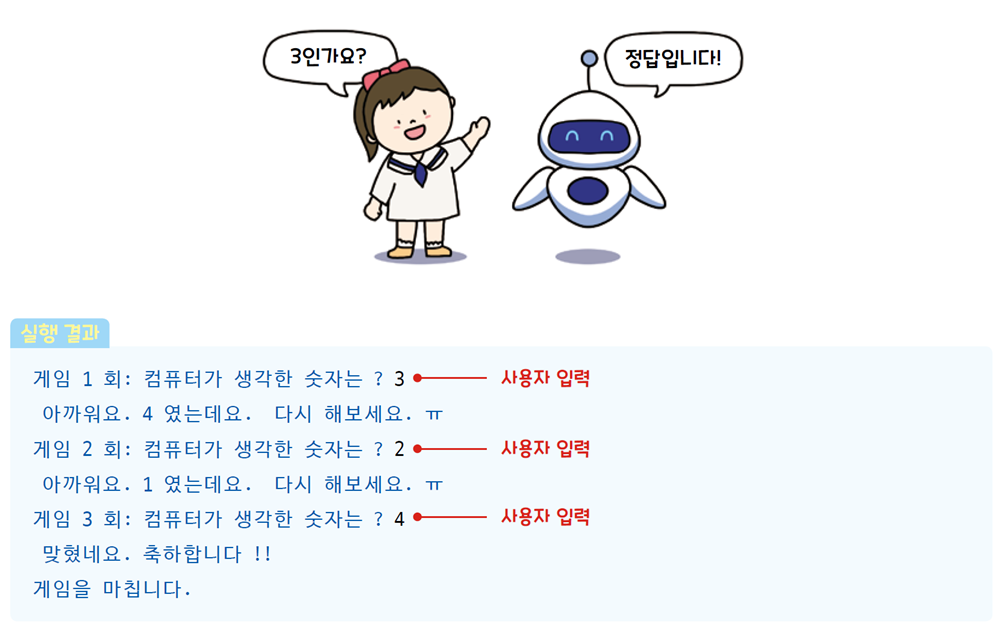 3인가요?
정답입니다!
실행 결과
게임 1 회: 컴퓨터가 생각한 숫자는 ? 3 사용자 입력
아까워요. 4 였는데요. 다시 해보세요. ㅠ
게임 2 회: 컴퓨터가 생각한 숫자는 ? 2 사용자 입력
아까워요. 1 였는데요. 다시 해보세요. ㅠ
게임 3 회: 컴퓨터가 생각한 숫자는 ? 4 사용자 입력
맞혔네요. 축하합니다 !!
게임을 마칩니다.